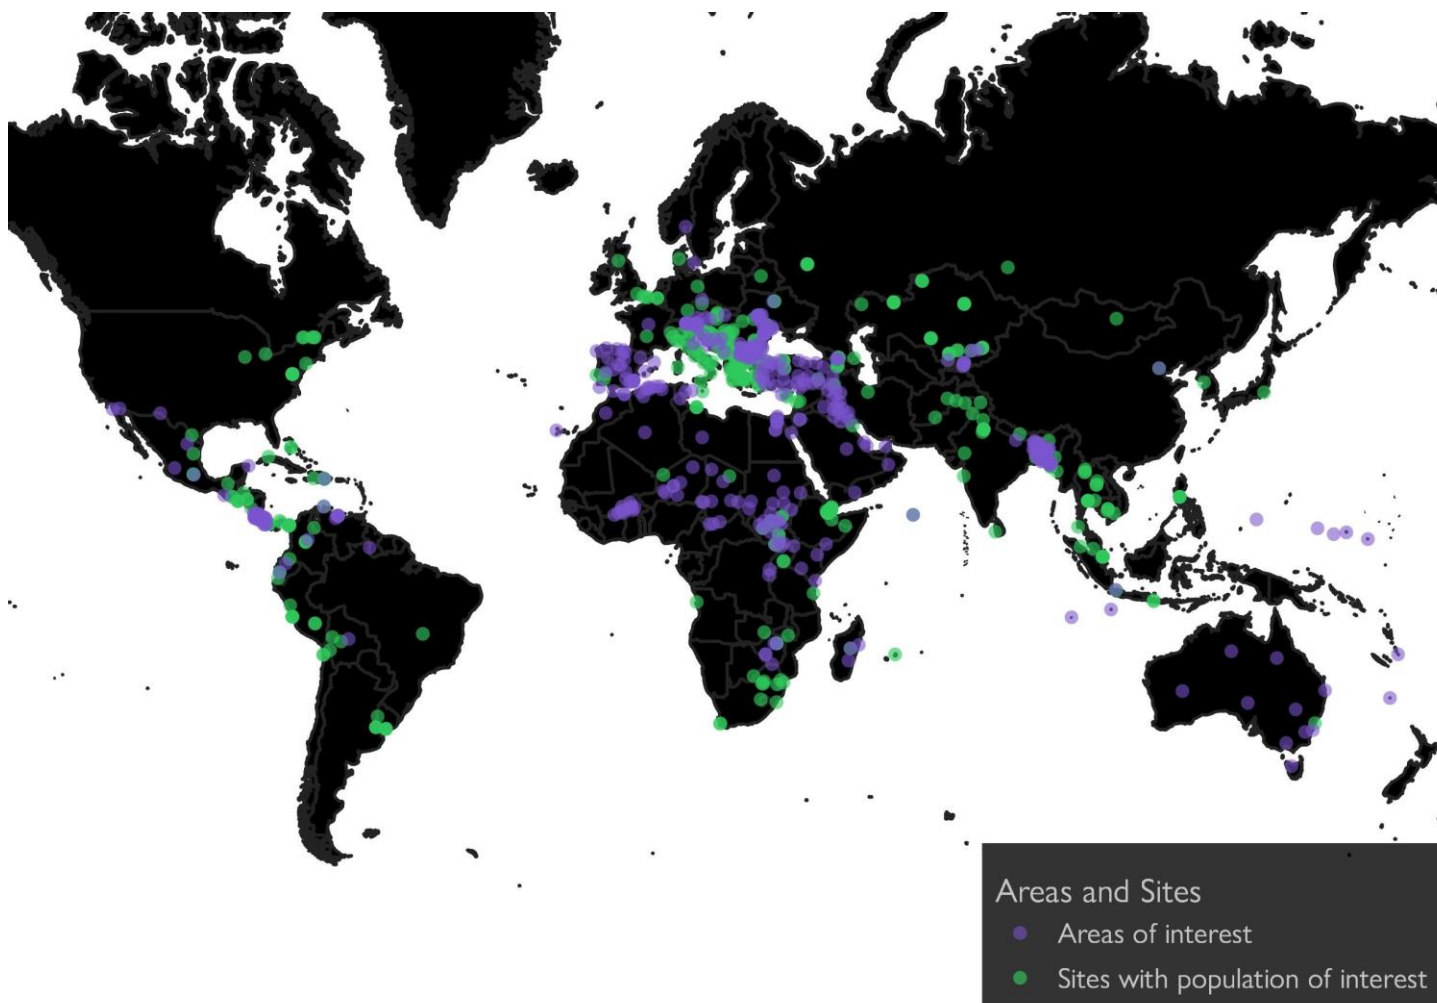 Areas and Sites
Areas of interest
Sites with population of interest